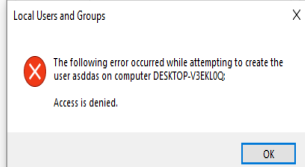 Local Users and Groups
The following error occurred while attempting to create the
user asddas on computer DESKTOP-V3EKL0Q:
Access is denied.
OK